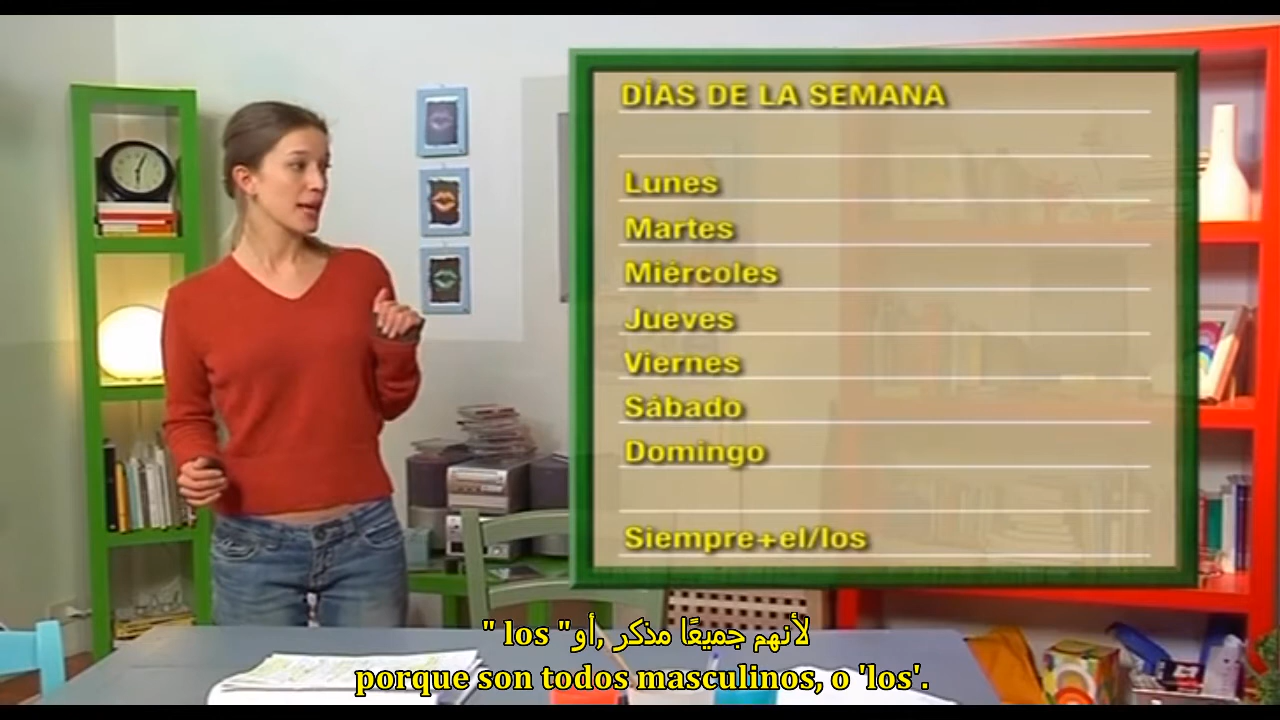 DÍAS DE LA SEMANA
Lunes
Martes
Miércoles
Jueves
Viernes
Sábado
Domingo
Siempre+el/los
لأنهم جميعًا مذكر ,أو" los "
porque son todos masculinos, o 'los'.